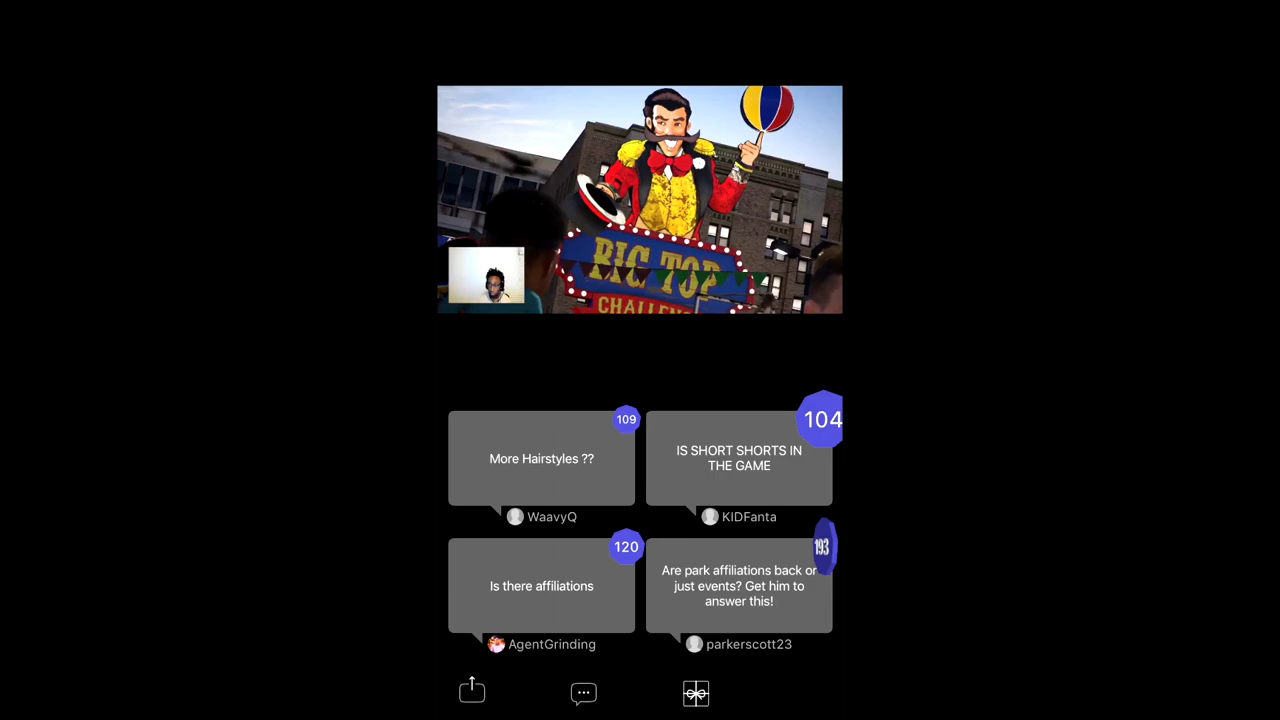 BIG TOP
CHALLEN
109
More Hairstyles ??
WaavyQ
104
IS SHORT SHORTS IN
THE GAME
KIDFanta
120
Is there affiliations
AgentGrinding
193
Are park affiliations back or
just events? Get him to
answer this!
parkerscott23